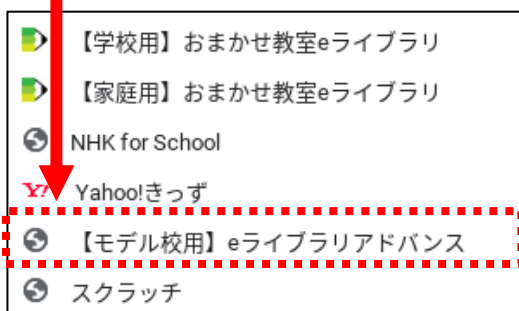 【学校用】おまかせ教室eライブラリ
【家庭用】おまかせ教室eライブラリ
NHK for School
Yahoo!きっず
【モデル校用】eライブラリアドバンス
スクラッチ